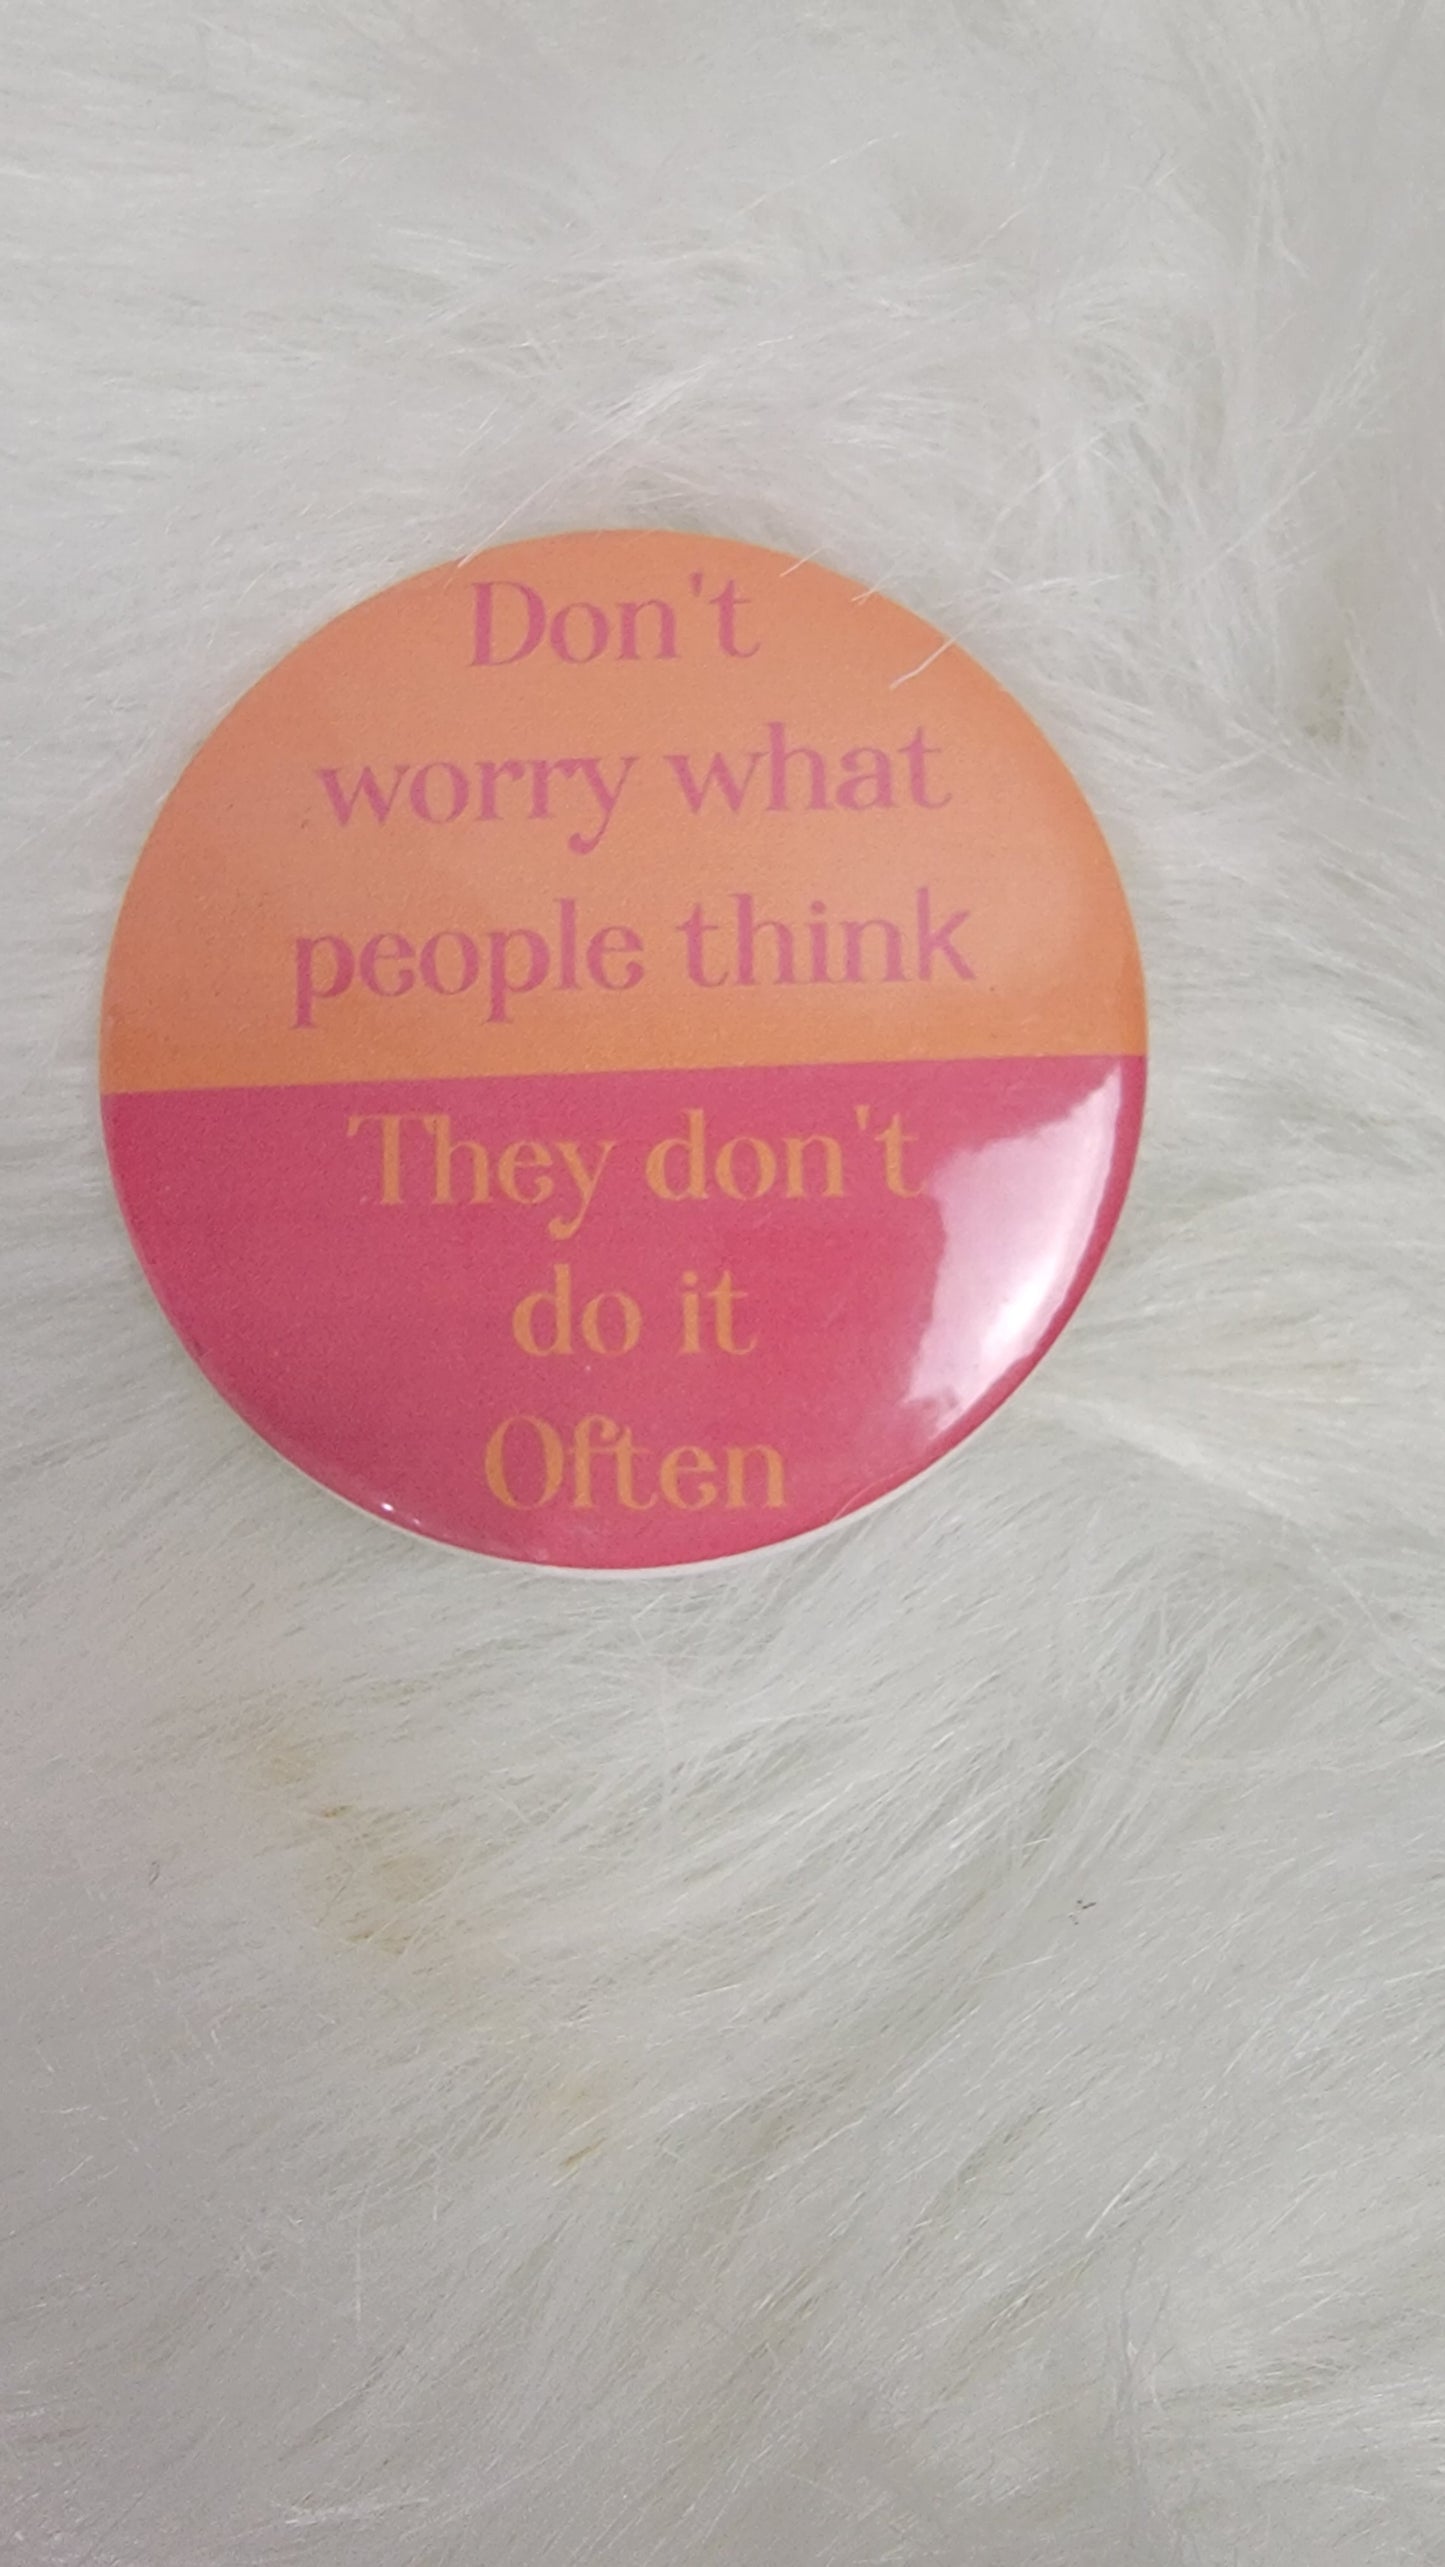 Don't
worry what
people think
They don't
do it
Often